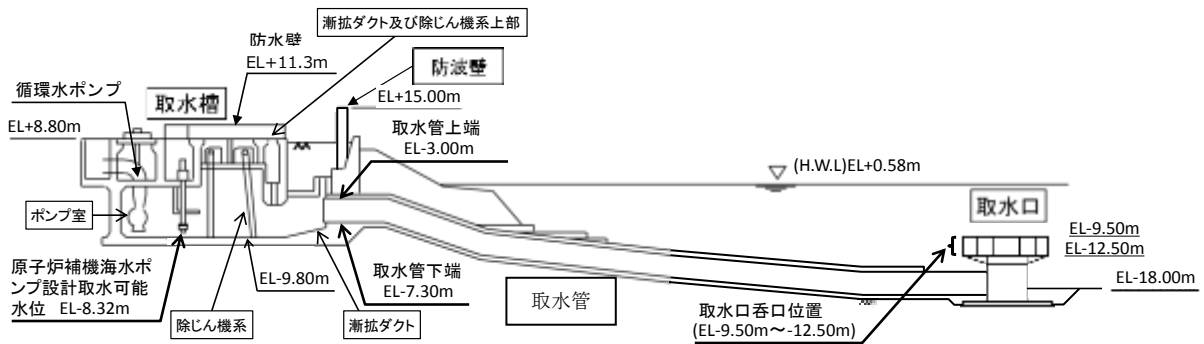 漸拡ダクト及び除じん機系上部
防水壁
EL+11.3m
防波壁
循環水ポンプ
取水槽
EL+15.00m
EL+8.80m
取水管上端
EL-3.00m
(H.W.L)EL+0.58m
取水口
ポンプ室
EL-9.50m
EL-12.50m
原子炉補機海水ポ
ンプ設計取水可能
水位 EL-8.32m
EL-9.80m
取水管下端
EL-7.30m
EL-18.00m
取水管
取水口呑口位置
(EL-9.50m～-12.50m)
除じん機系
漸拡ダクト